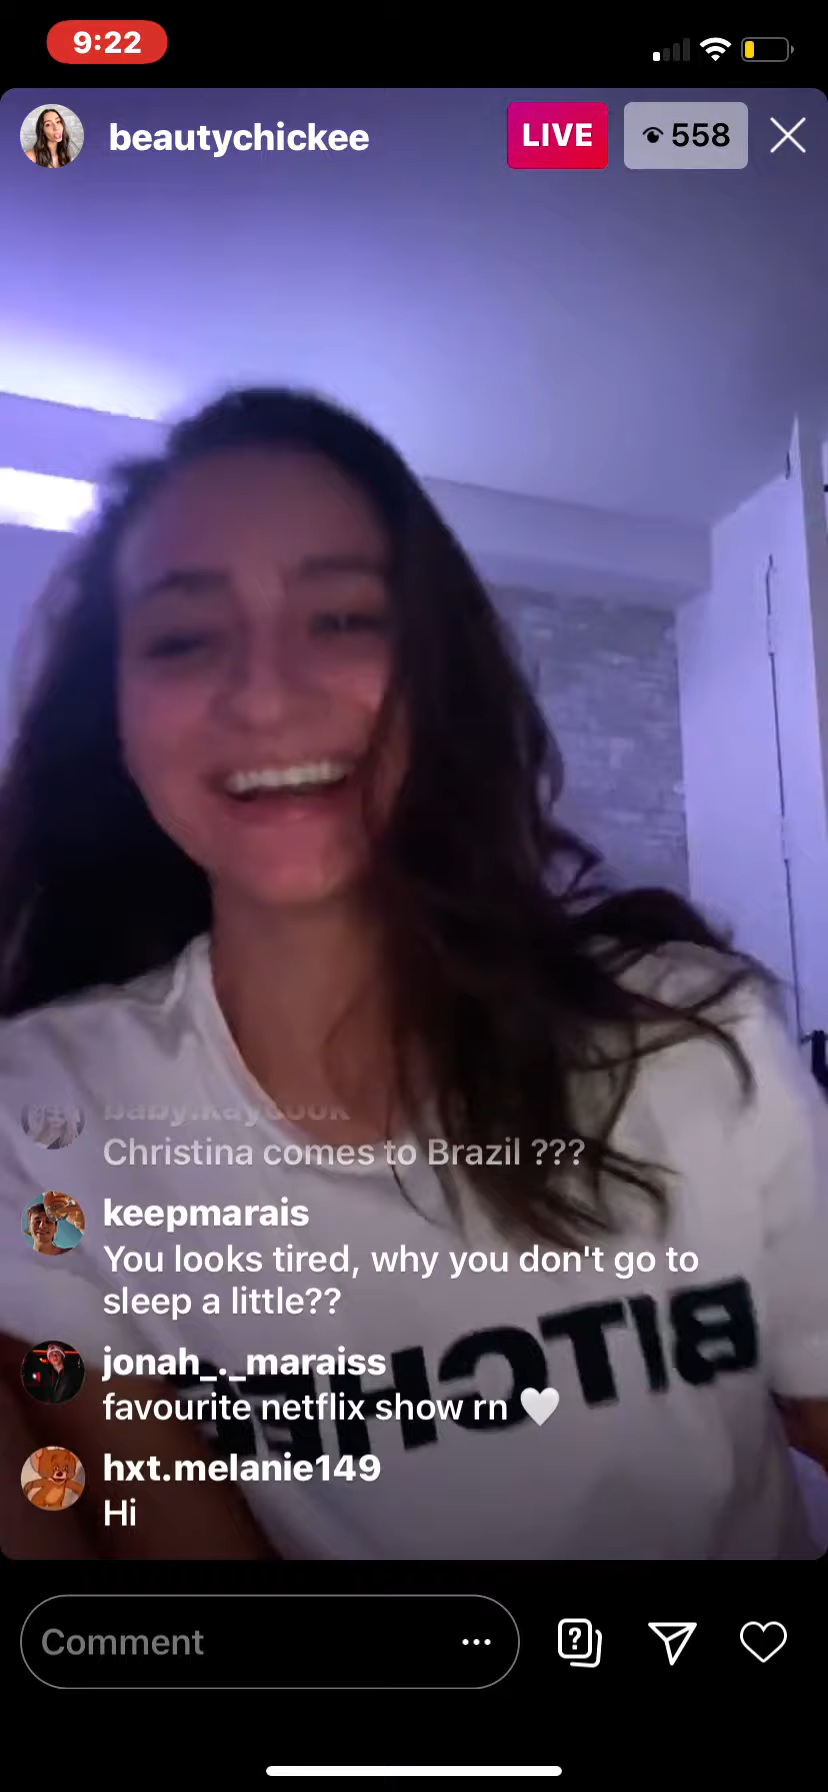 9:22
beautychickee
LIVE
558
Christina comes to Brazil ???
keepmarais
You looks tired, why you don't go to
sleep a little??
jonah_._maraiss
favourite netflix show rn 🤍
hxt.melanie149
Hi
Comment